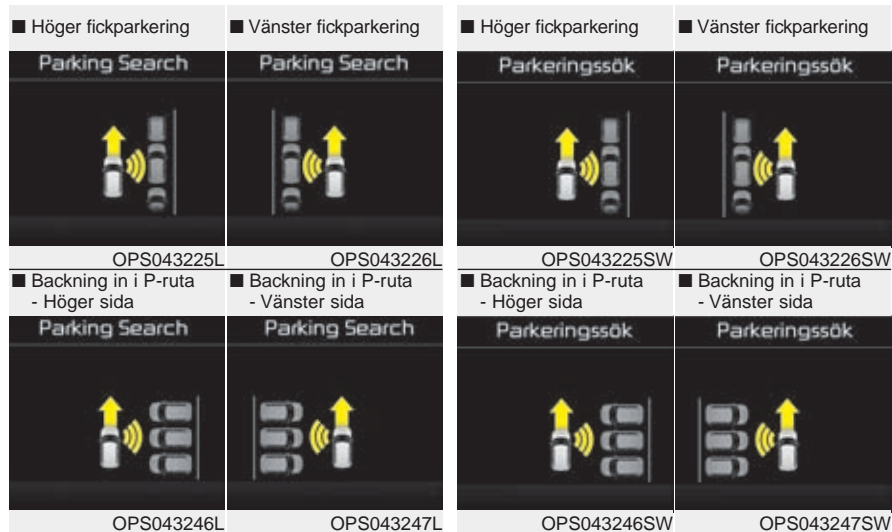 ■ Höger fickparkering
■ Vänster fickparkering
■ Höger fickparkering
■ Vänster fickparkering
Parking Search
Parking Search
Parkeringssök
Parkeringssök
OPS043225L
OPS043226L
OPS043225SW
OPS043226SW
■ Backning in i P-ruta
- Höger sida
■ Backning in i P-ruta
- Vänster sida
■ Backning in i P-ruta
- Höger sida
■ Backning in i P-ruta
- Vänster sida
Parking Search
Parking Search
Parkeringssök
Parkeringssök
OPS043246L
OPS043247L
OPS043246SW
OPS043247SW